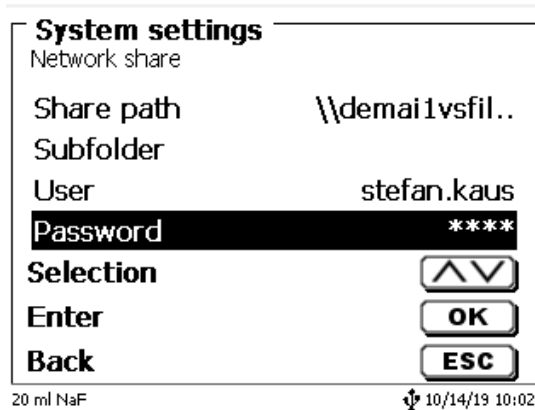 System settings
Network share
Share path \\demai1vsfil..
Subfolder
User stefan.kaus
Password ****
Selection
Enter OK
Back ESC
20 ml NaF 10/14/19 10:02